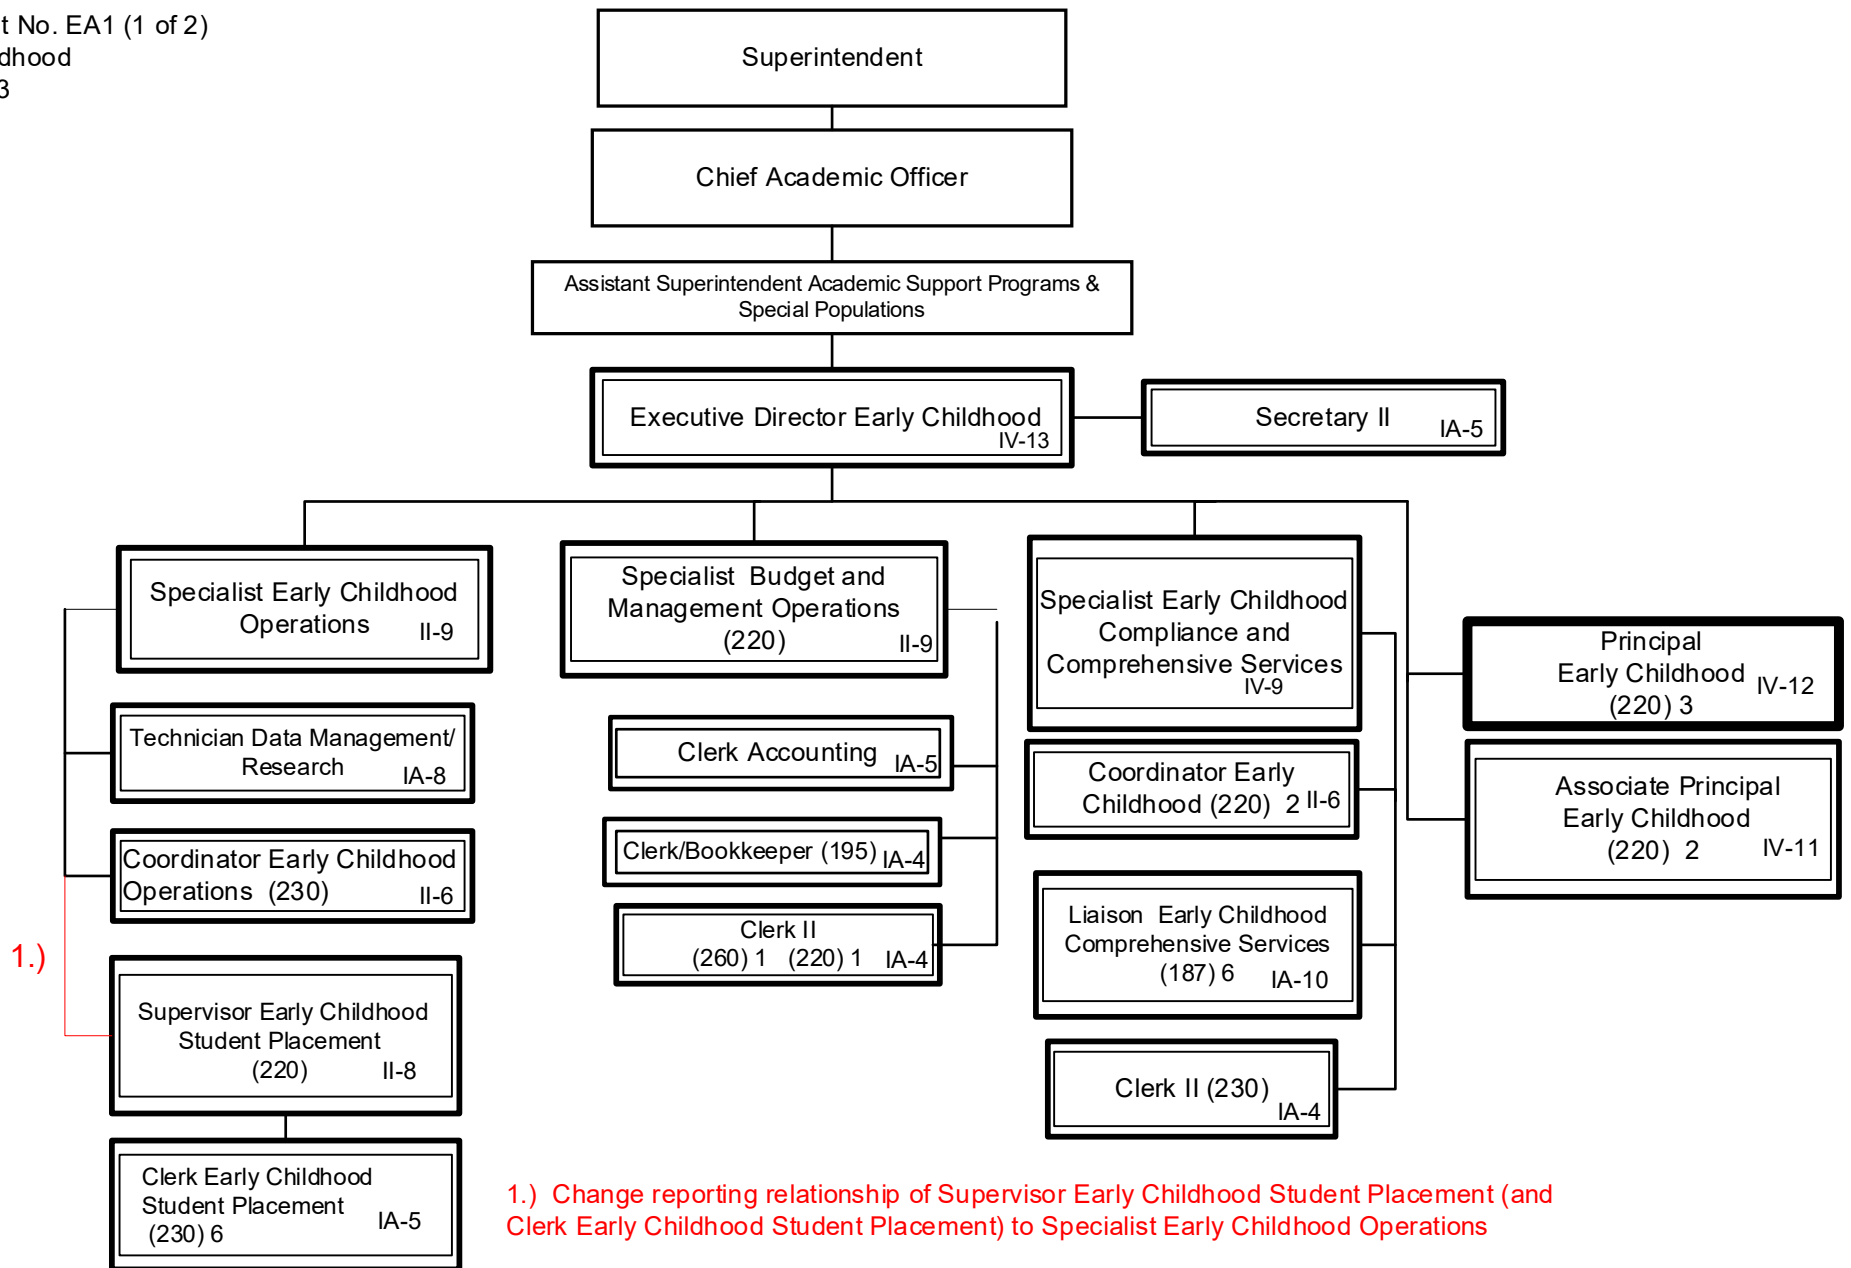 t No. EA1 (1 of 2)
dhood
3
Superintendent
Chief Academic Officer
Assistant Superintendent Academic Support Programs &
Special Populations
Executive Director Early Childhood
IV-13
Secretary II
IA-5
Specialist Early Childhood
Operations
II-9
Technician Data Management/
Research
IA-8
Coordinator Early Childhood
Operations (230)
II-6
1.)
Supervisor Early Childhood
Student Placement
(220)
II-8
Clerk Early Childhood
Student Placement
(230) 6
IA-5
Specialist Budget and
Management Operations
(220)
II-9
Clerk Accounting
IA-5
Clerk/Bookkeeper (195)
IA-4
Clerk II
(260) 1 (220) 1
IA-4
Specialist Early Childhood
Compliance and
Comprehensive Services
IV-9
Coordinator Early
Childhood (220) 2
II-6
Liaison Early Childhood
Comprehensive Services
(187) 6
IA-10
Clerk II (230)
IA-4
Principal
Early Childhood
(220) 3
IV-12
Associate Principal
Early Childhood
(220) 2
IV-11
1.) Change reporting relationship of Supervisor Early Childhood Student Placement (and
Clerk Early Childhood Student Placement) to Specialist Early Childhood Operations